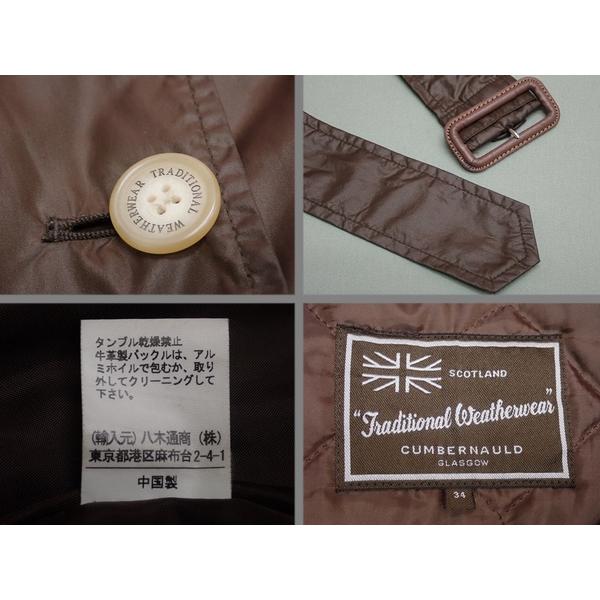 TRADITIONAL WEATHERWEAR
タンブル乾燥禁止
牛革製バックルは、アル
ミホイルで包むか、取り
外してクリーニングして
下さい。
(輸入元) 八木通商 (株)
東京都港区麻布台2-4-1
中国製
SCOTLAND
"Traditional Weatherwear"
CUMBERNAULD
GLASGOW
34